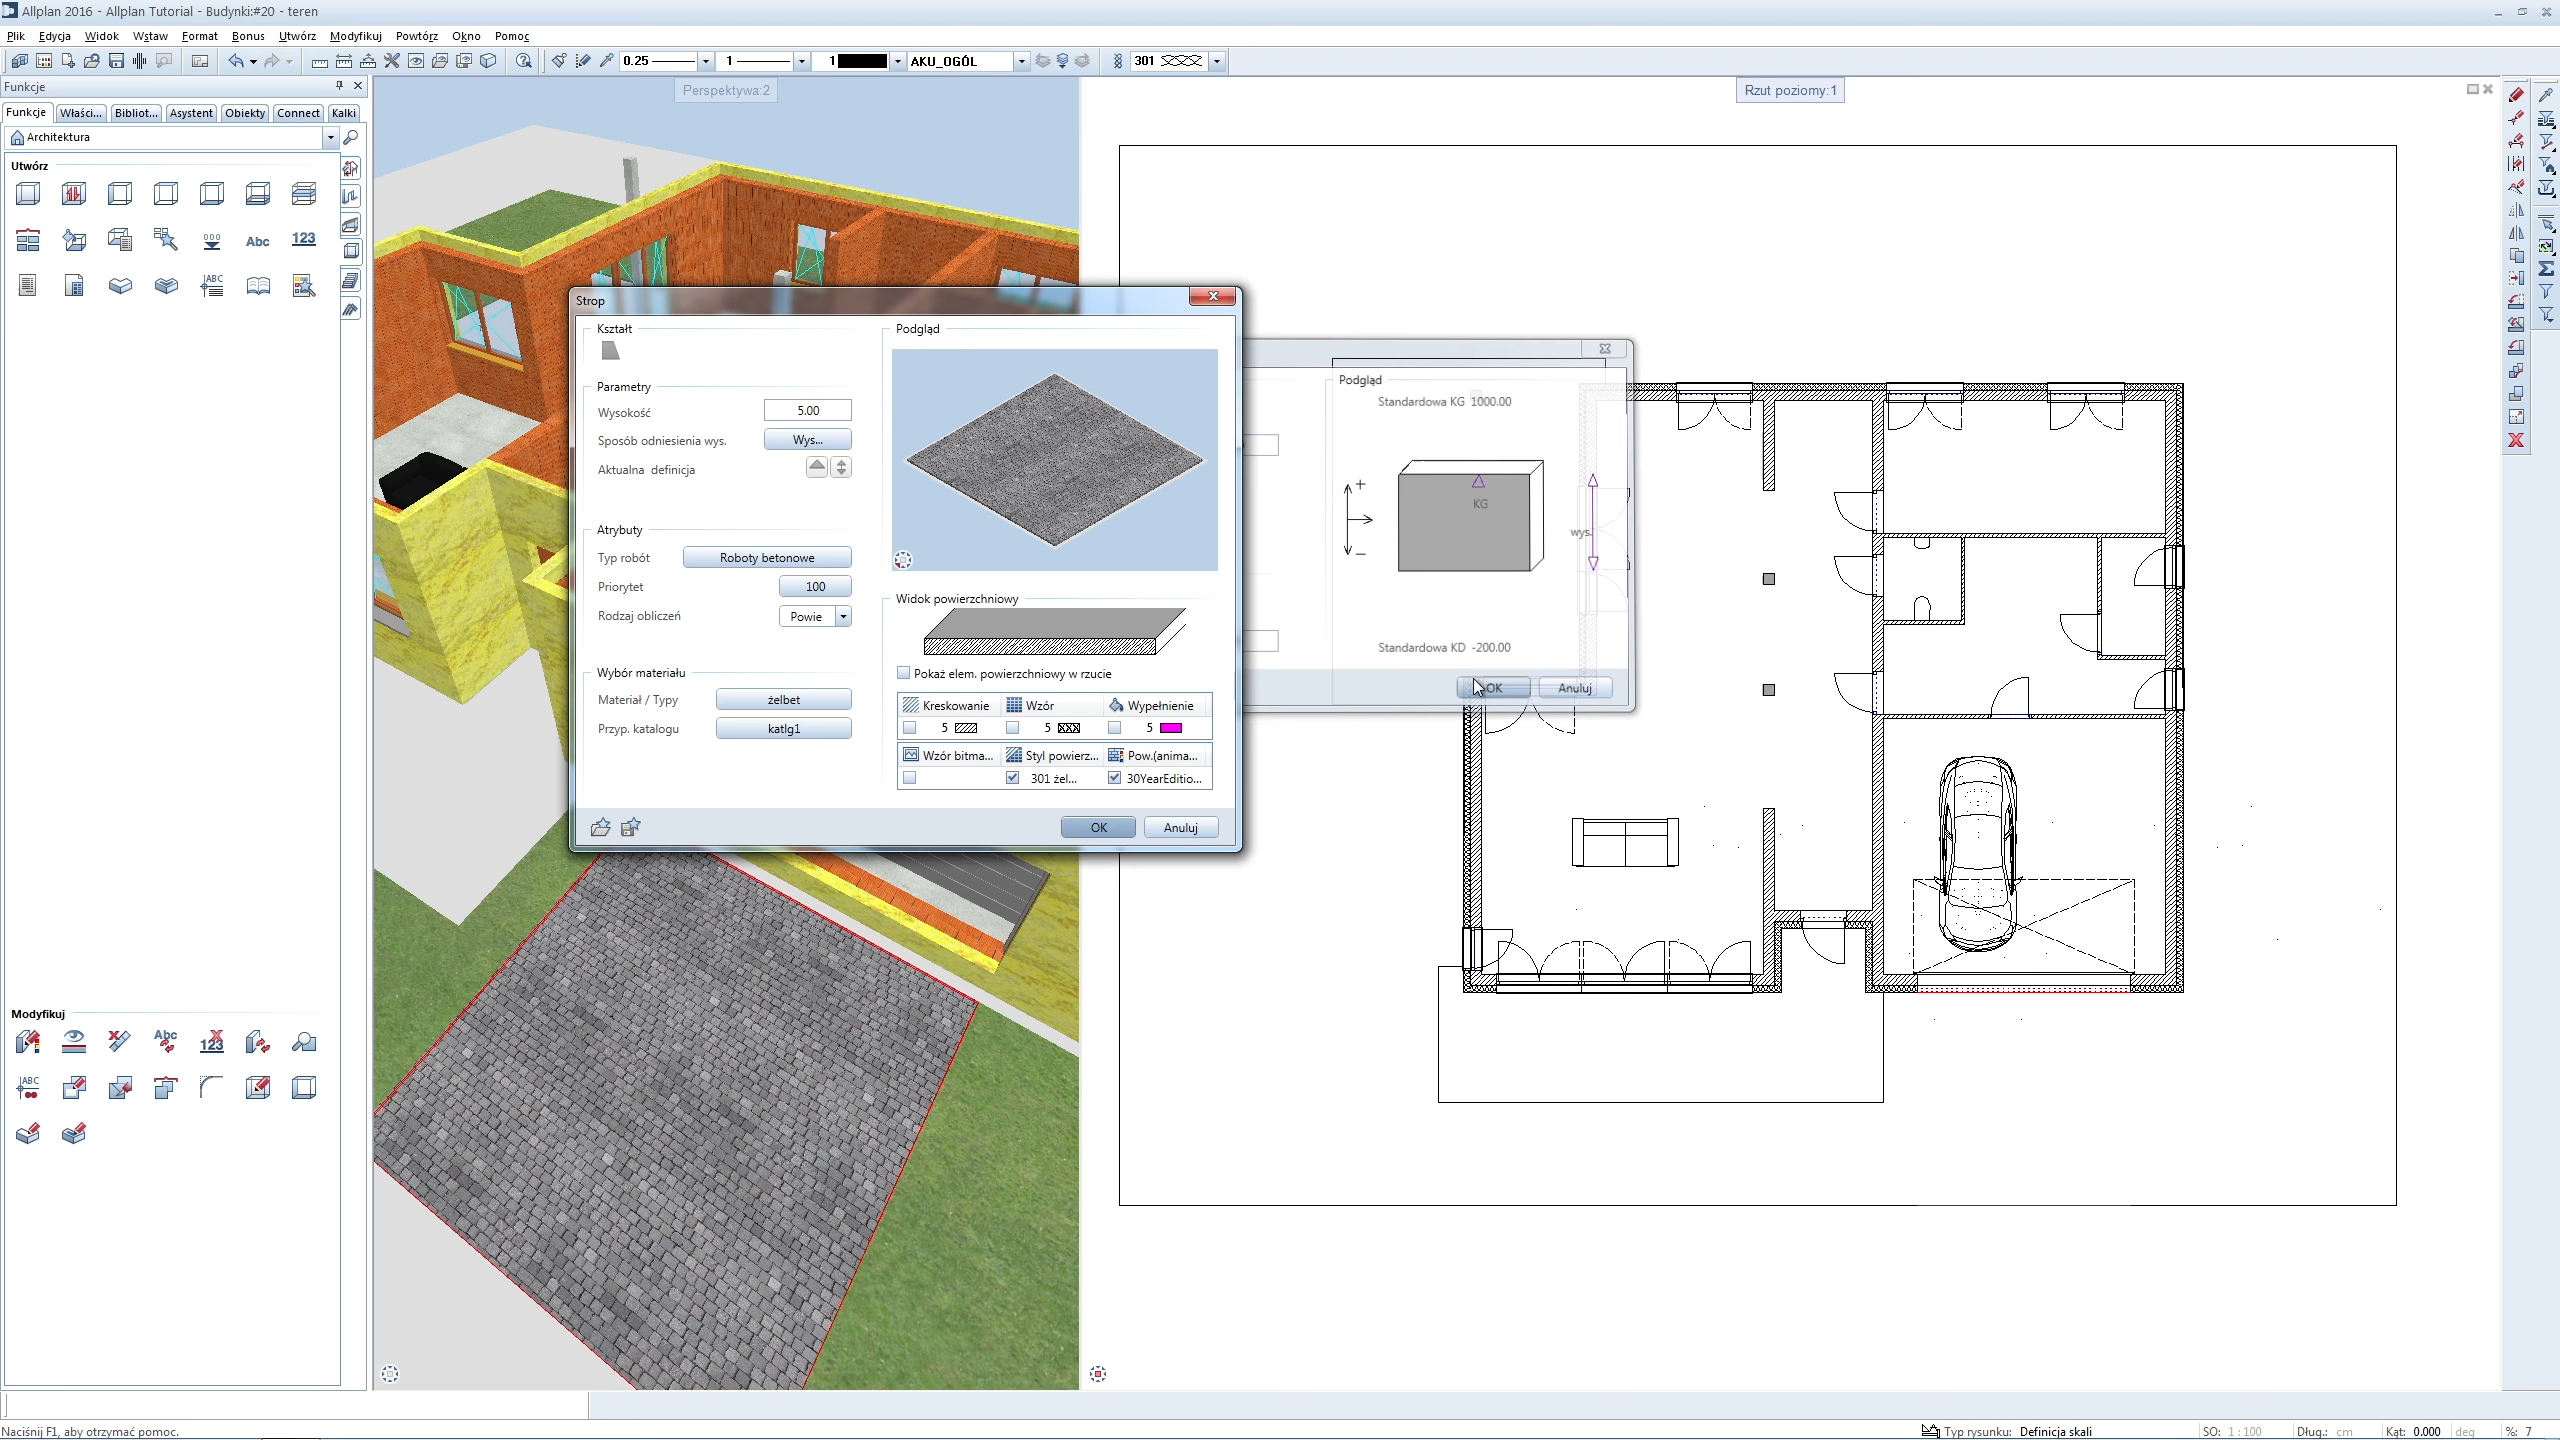 Allplan 2016 - Allplan Tutorial - Budynki:#20 - teren
Plik Edycja Widok Wstaw Format Bonus Utwórz Modyfikuj Powtórz Okno Pomoc
0.25 1 1 AKU_OGÓL 301
Funkcje
Funkcje Właści... Bibliot... Asystent Obiekty Connect Kalki
Architektura
Utwórz
Abc 123
ABC
Modyfikuj
Abc 123
ABC
Perspektywa:2
Rzut poziomy:1
Strop
Kształt
Parametry
Wysokość 5.00
Sposób odniesienia wys. Wys...
Aktualna definicja
Atrybuty
Typ robót Roboty betonowe
Priorytet 100
Rodzaj obliczeń Powie
Wybór materiału
Materiał / Typy żelbet
Przyp. katalogu katlg1
Podgląd
Widok powierzchniowy
Pokaż elem. powierzchniowy w rzucie
Kreskowanie Wzór Wypełnienie
5 5 5
Wzór bitma... Styl powierz... Pow.(anima...
301 żel... 30YearEditio...
OK Anuluj
Podgląd
Standardowa KG 1000.00
KG
wys.
Standardowa KD -200.00
OK Anuluj
Naciśnij F1, aby otrzymać pomoc.
Typ rysunku: Definicja skali SO: 1 : 100 Dług.: cm Kąt: 0.000 deg %: 7